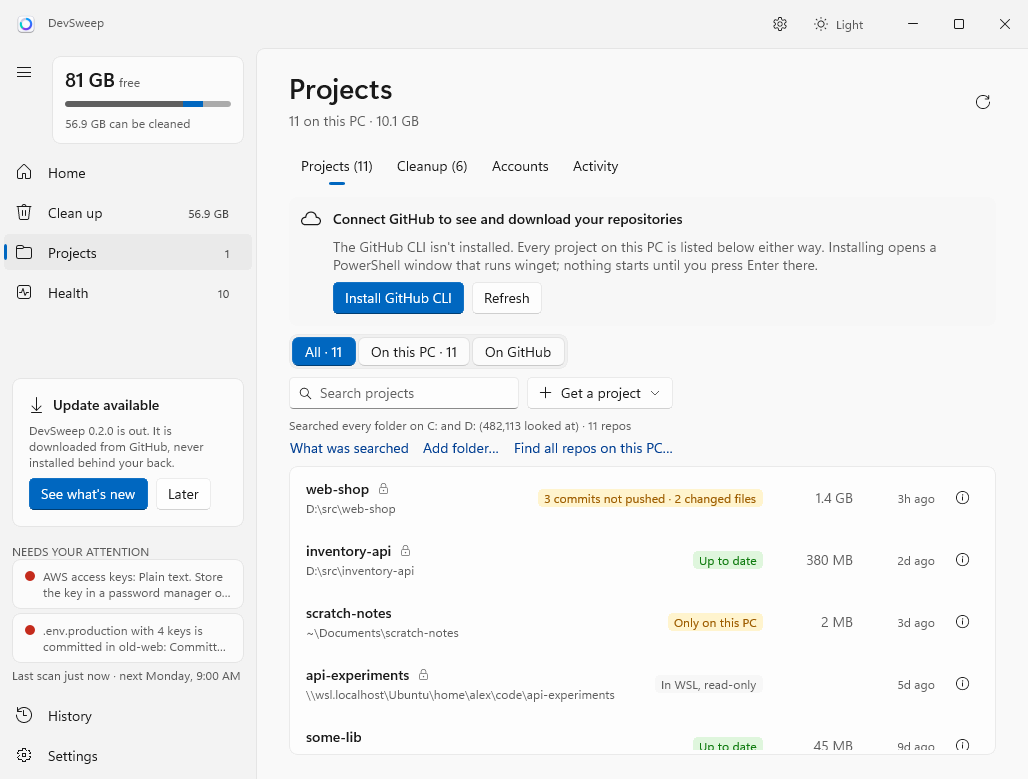 DevSweep
Light
81 GB free
56.9 GB can be cleaned
Home
Clean up 56.9 GB
Projects 1
Health 10
Update available
DevSweep 0.2.0 is out. It is
downloaded from GitHub, never
installed behind your back.
See what's new Later
NEEDS YOUR ATTENTION
AWS access keys: Plain text. Store
the key in a password manager o...
.env.production with 4 keys is
committed in old-web: Committ...
Last scan just now · next Monday, 9:00 AM
History
Settings
Projects
11 on this PC · 10.1 GB
Projects (11) Cleanup (6) Accounts Activity
Connect GitHub to see and download your repositories
The GitHub CLI isn't installed. Every project on this PC is listed below either way. Installing opens a
PowerShell window that runs winget; nothing starts until you press Enter there.
Install GitHub CLI Refresh
All · 11 On this PC · 11 On GitHub
Search projects Get a project
Searched every folder on C: and D: (482,113 looked at) · 11 repos
What was searched Add folder... Find all repos on this PC...
web-shop 3 commits not pushed · 2 changed files 1.4 GB 3h ago
D:\src\web-shop
inventory-api Up to date 380 MB 2d ago
D:\src\inventory-api
scratch-notes Only on this PC 2 MB 3d ago
~\Documents\scratch-notes
api-experiments In WSL, read-only 5d ago
\\wsl.localhost\Ubuntu\home\alex\code\api-experiments
some-lib Up to date 45 MB 9d ago